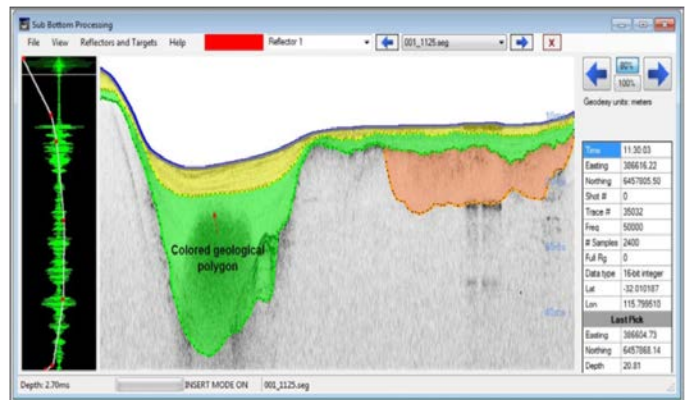 Sub Bottom Processing
File View Reflectors and Targets Help Reflector 1 001_1125.seg X
80%
100%
Geodesy units: meters
Colored geological
polygon
Time 11:30:03
Easting 386616.22
Northing 6457805.50
Shot # 0
Trace # 35032
Freq 50000
# Samples 2400
Full Rg 0
Data type 16-bit integer
Lat -32.010187
Lon 115.799510
Last Pick
Easting 386604.73
Northing 6457868.14
Depth 20.81
Depth: 2.70ms INSERT MODE ON 001_1125.seg